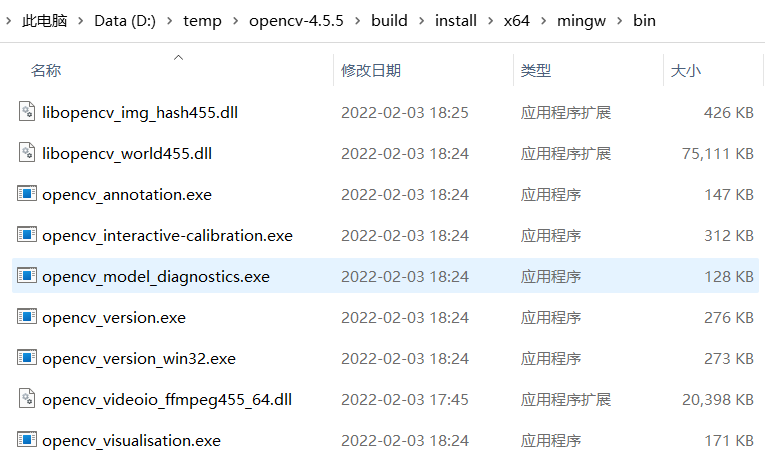 此电脑 > Data (D:) > temp > opencv-4.5.5 > build > install > x64 > mingw > bin
名称 修改日期 类型 大小
libopencv_img_hash455.dll 2022-02-03 18:25 应用程序扩展 426 KB
libopencv_world455.dll 2022-02-03 18:24 应用程序扩展 75,111 KB
opencv_annotation.exe 2022-02-03 18:24 应用程序 147 KB
opencv_interactive-calibration.exe 2022-02-03 18:24 应用程序 312 KB
opencv_model_diagnostics.exe 2022-02-03 18:24 应用程序 128 KB
opencv_version.exe 2022-02-03 18:24 应用程序 276 KB
opencv_version_win32.exe 2022-02-03 18:24 应用程序 273 KB
opencv_videoio_ffmpeg455_64.dll 2022-02-03 17:45 应用程序扩展 20,398 KB
opencv_visualisation.exe 2022-02-03 18:24 应用程序 171 KB